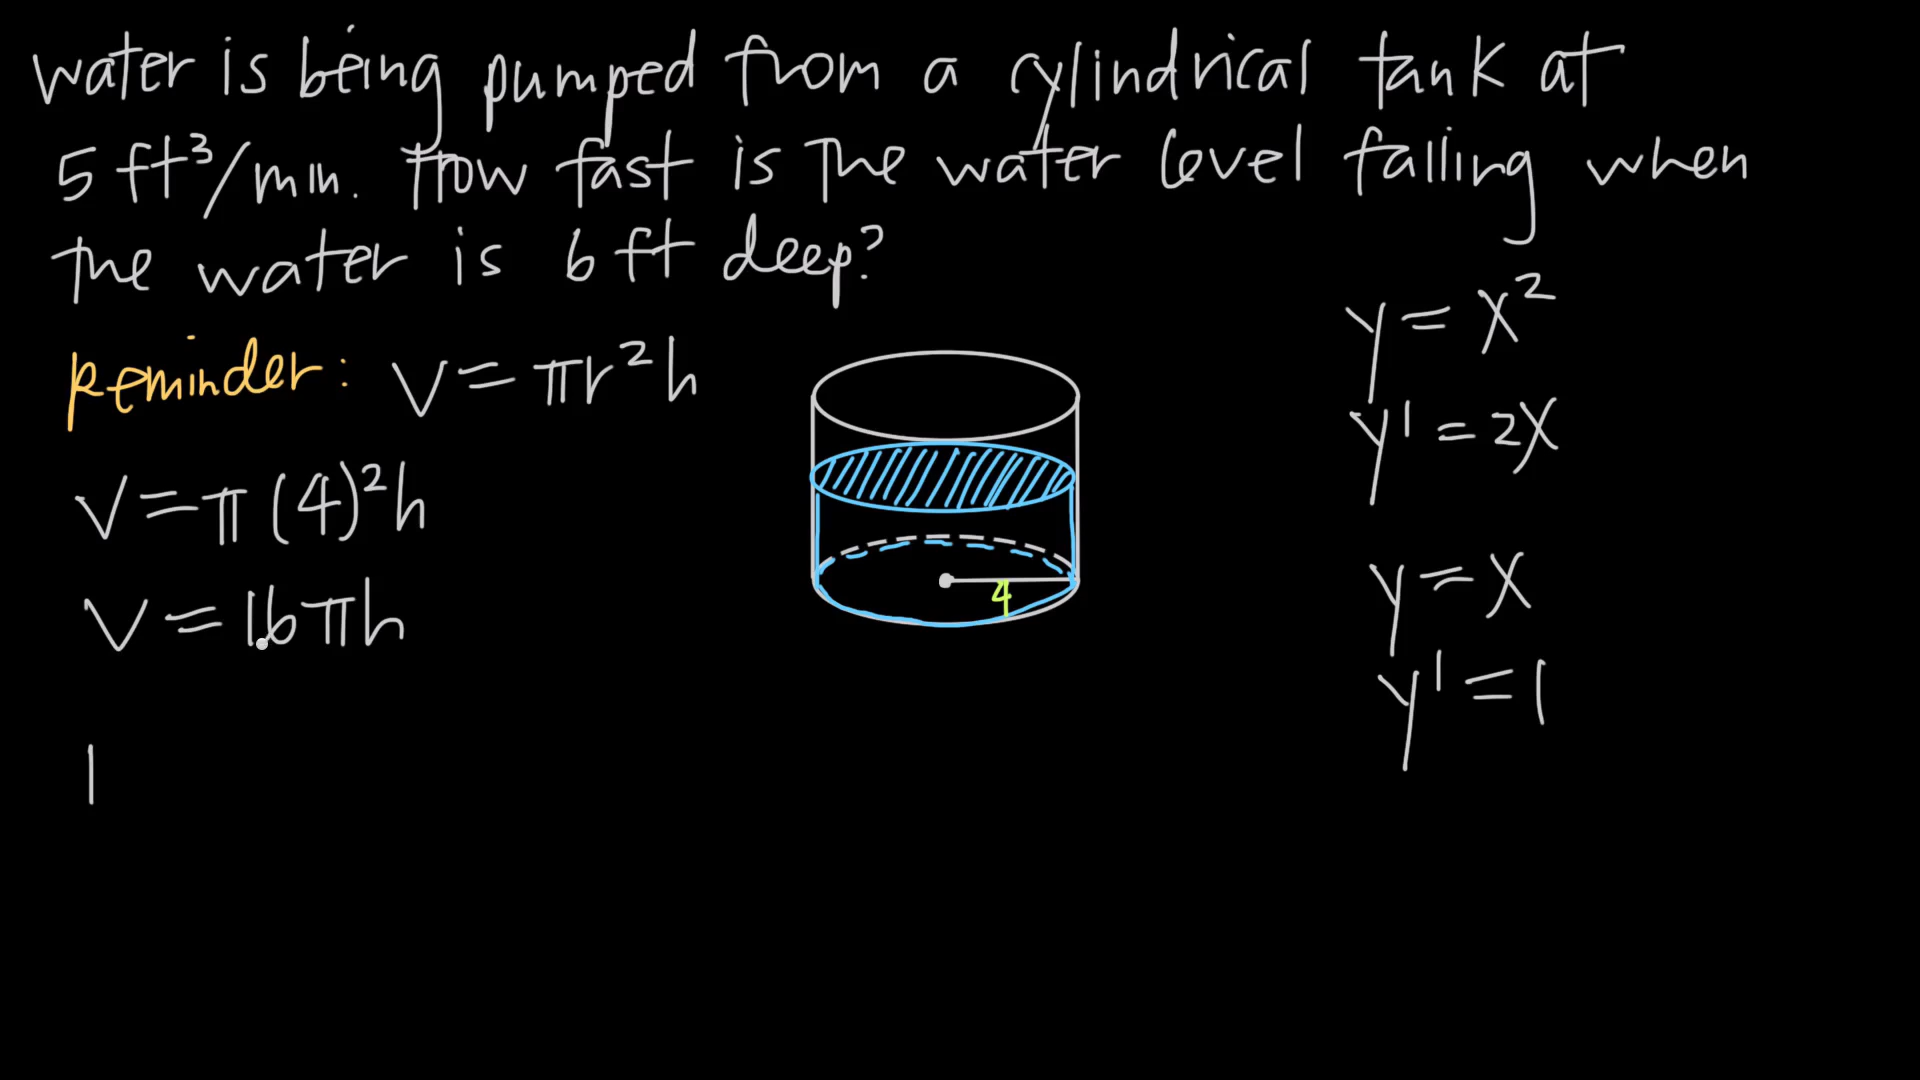 water is being pumped from a cylindrical tank at
5 ft³/min. How fast is the water level falling when
the water is 6 ft deep?
Reminder: V = πr²h
V = π(4)²h
V = 16πh
1
4
y = x²
y' = 2x
y = x
y' = 1